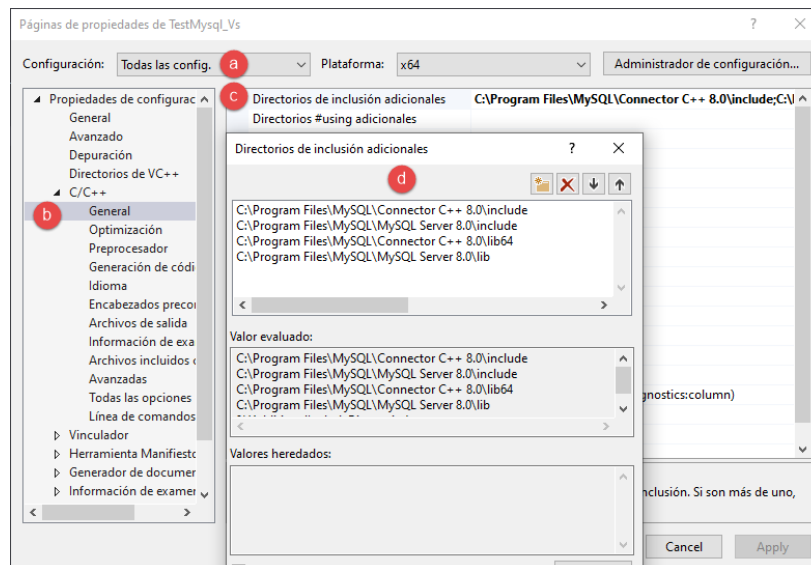 Páginas de propiedades de TestMysql_Vs
Configuración: Todas las config. a Plataforma: x64 Administrador de configuración...
Propiedades de configurac
General
Avanzado
Depuración
Directorios de VC++
C/C++
b General
Optimización
Preprocesador
Generación de códi
Idioma
Encabezados preco
Archivos de salida
Información de exa
Archivos incluidos
Avanzadas
Todas las opciones
Línea de comandos
Vinculador
Herramienta Manifiesto
Generador de documer
Información de examer
c Directorios de inclusión adicionales C:\Program Files\MySQL\Connector C++ 8.0\include;C:\
Directorios #using adicionales
Directorios de inclusión adicionales
d
C:\Program Files\MySQL\Connector C++ 8.0\include
C:\Program Files\MySQL\MySQL Server 8.0\include
C:\Program Files\MySQL\Connector C++ 8.0\lib64
C:\Program Files\MySQL\MySQL Server 8.0\lib
Valor evaluado:
C:\Program Files\MySQL\Connector C++ 8.0\include
C:\Program Files\MySQL\MySQL Server 8.0\include
C:\Program Files\MySQL\Connector C++ 8.0\lib64
C:\Program Files\MySQL\MySQL Server 8.0\lib
Valores heredados:
gnostics:column)
nclusión. Si son más de uno,
Cancel Apply